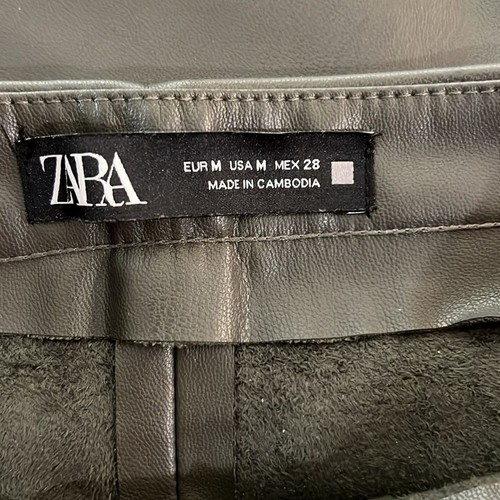 ZARA
EUR M USA M MEX 28
MADE IN CAMBODIA